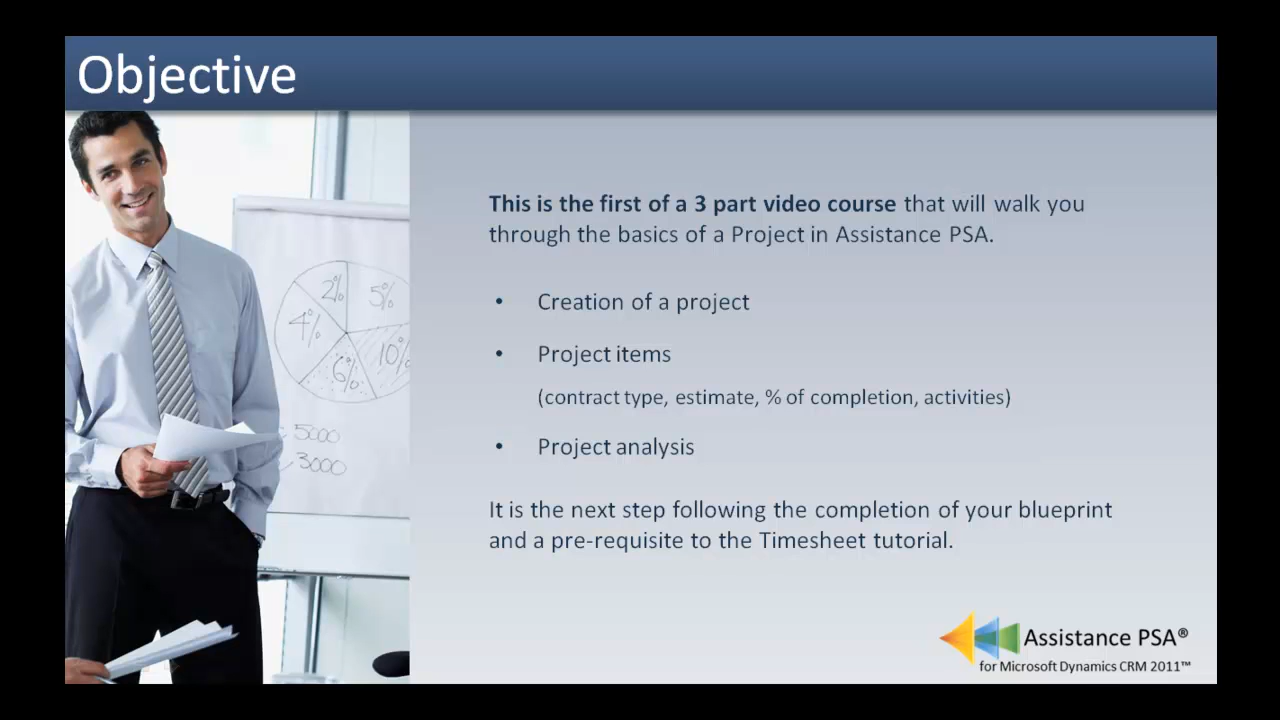 Objective
This is the first of a 3 part video course that will walk you
through the basics of a Project in Assistance PSA.
• Creation of a project
• Project items
(contract type, estimate, % of completion, activities)
• Project analysis
It is the next step following the completion of your blueprint
and a pre-requisite to the Timesheet tutorial.
2%
5%
4%
10%
6%
5000
3000
Assistance PSA®
for Microsoft Dynamics CRM 2011™